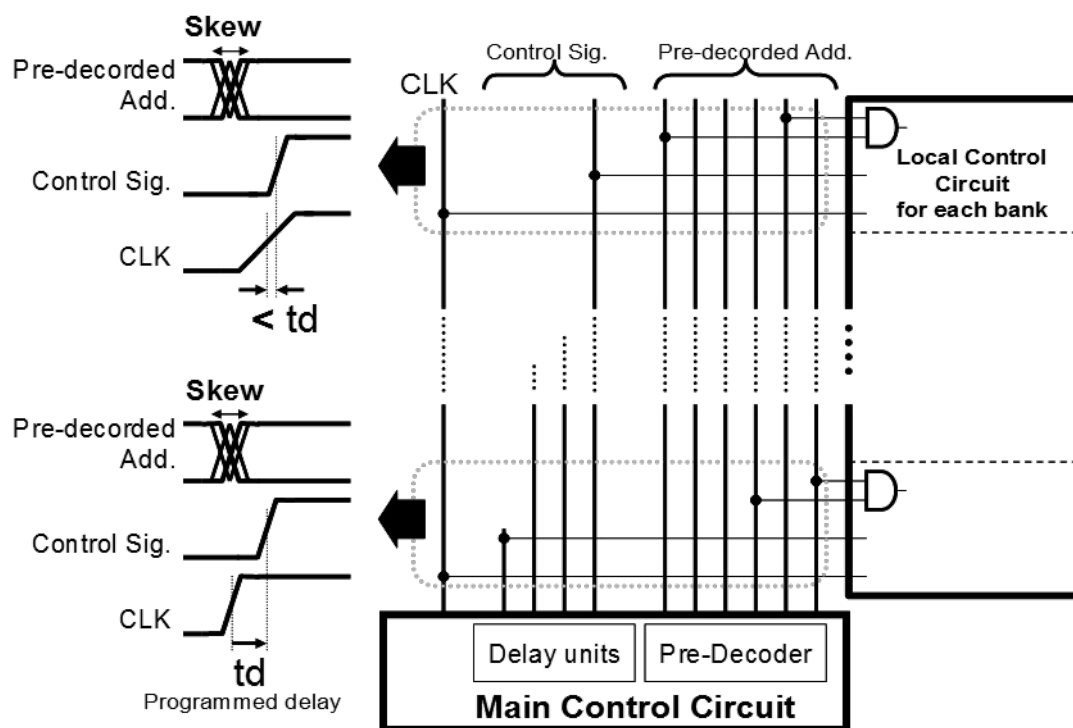 Skew
Pre-decorded
Add.
Control Sig.
CLK
< td
Control Sig.
Pre-decorded Add.
CLK
Local Control
Circuit
for each bank
Skew
Pre-decorded
Add.
Control Sig.
CLK
td
Programmed delay
Delay units
Pre-Decoder
Main Control Circuit